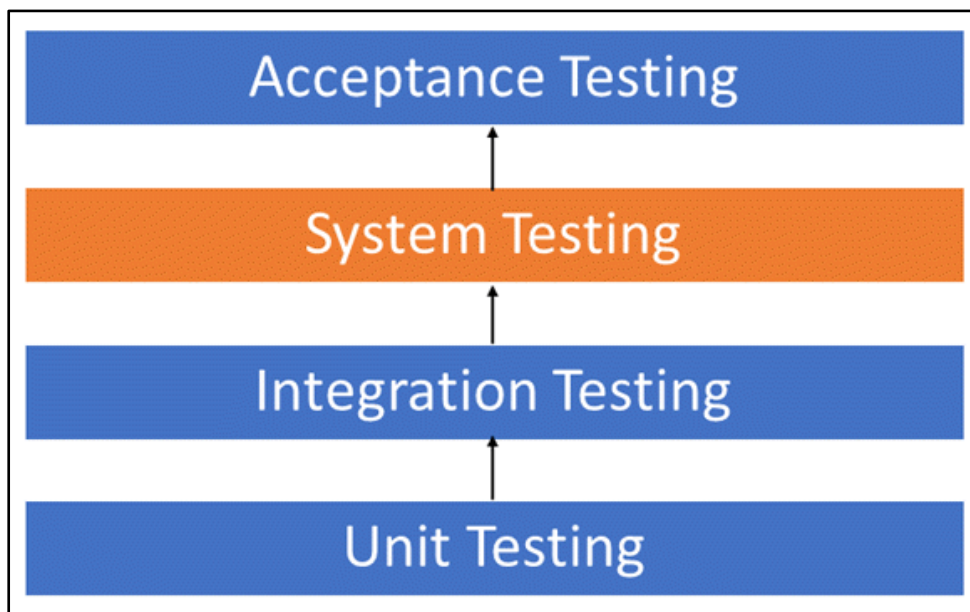 Acceptance Testing
System Testing
Integration Testing
Unit Testing